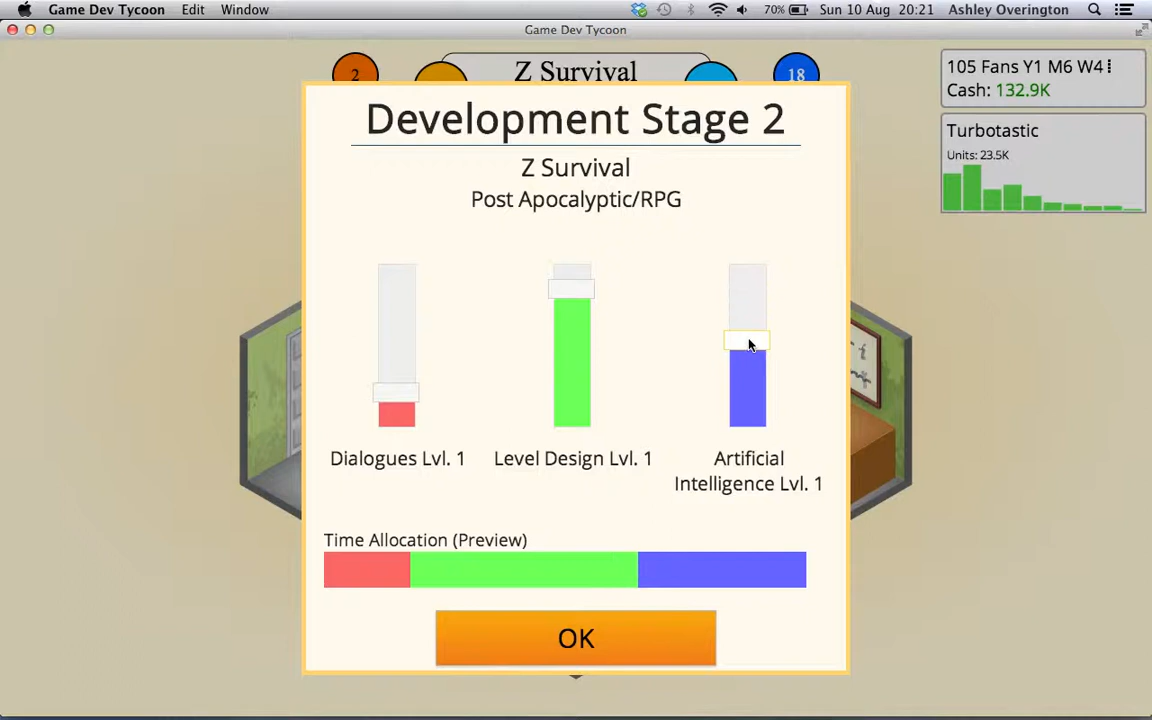 Game Dev Tycoon Edit Window 70% Sun 10 Aug 20:21 Ashley Overington
Game Dev Tycoon
2 Z Survival 18
105 Fans Y1 M6 W4
Cash: 132.9K
Turbotastic
Units: 23.5K
Development Stage 2
Z Survival
Post Apocalyptic/RPG
Dialogues Lvl. 1 Level Design Lvl. 1 Artificial
Intelligence Lvl. 1
Time Allocation (Preview)
OK